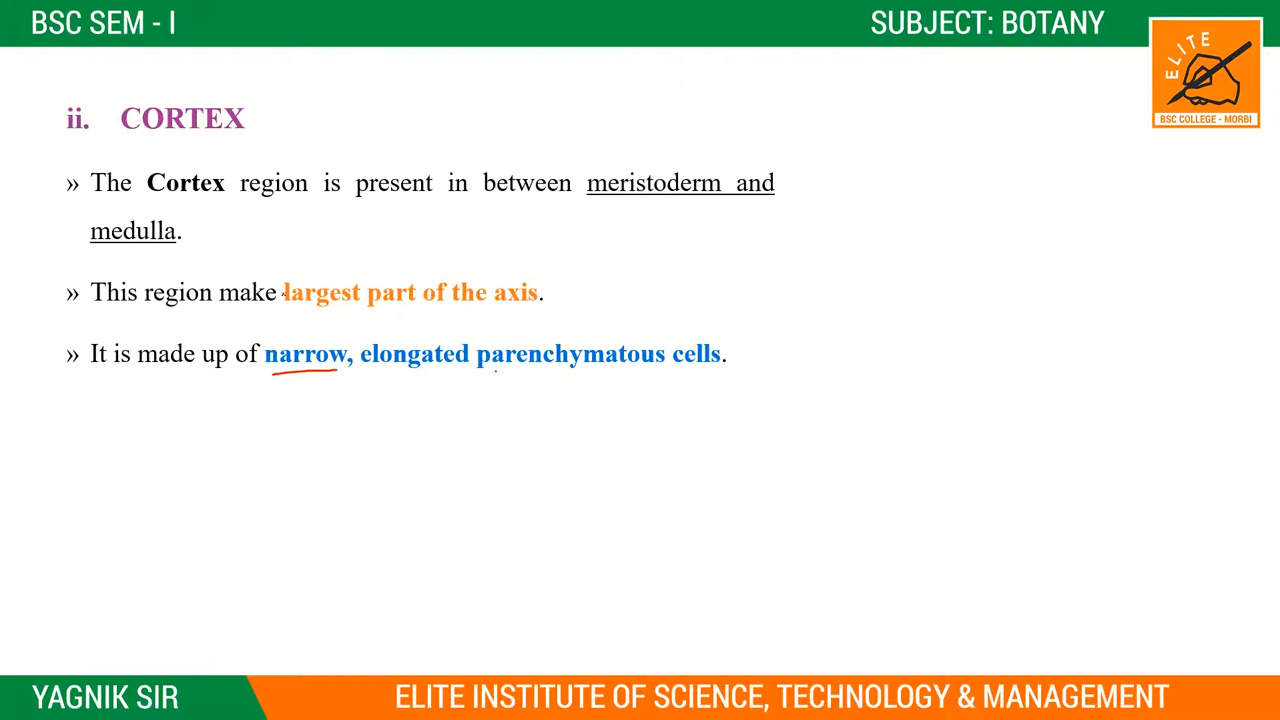 BSC SEM - I
SUBJECT: BOTANY
ELITE
BSC COLLEGE - MORBI
ii. CORTEX
» The Cortex region is present in between meristoderm and
medulla.
» This region make largest part of the axis.
» It is made up of narrow, elongated parenchymatous cells.
YAGNIK SIR
ELITE INSTITUTE OF SCIENCE, TECHNOLOGY & MANAGEMENT